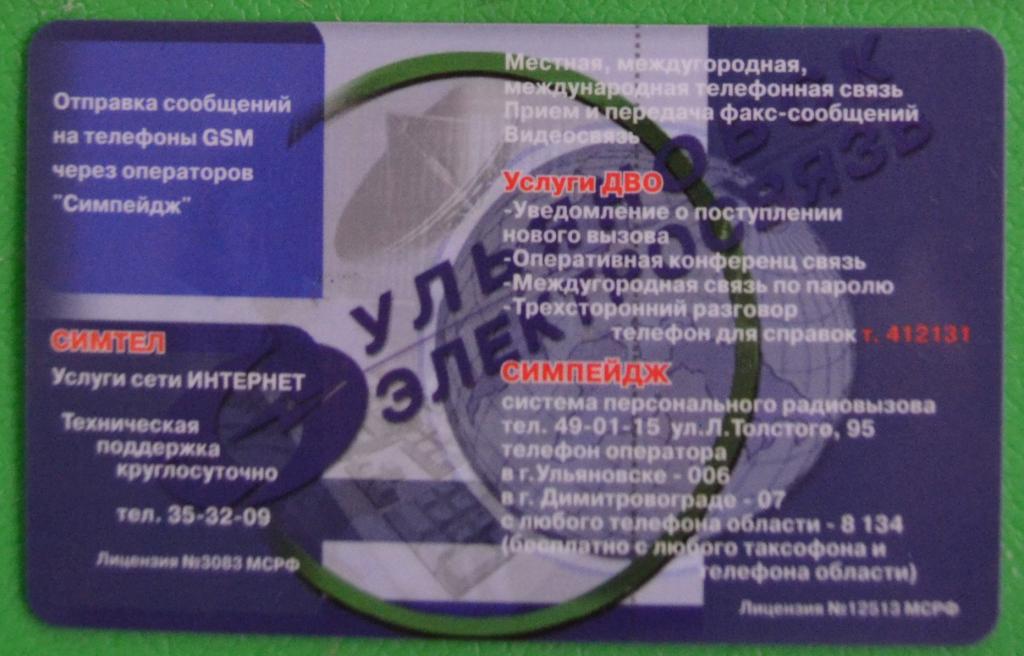 Отправка сообщений
на телефоны GSM
через операторов
"Симпейдж"
СИМТЕЛ
Услуги сети ИНТЕРНЕТ
Техническая
поддержка
круглосуточно
тел. 35-32-09
Лицензия №3083 МСРФ
УЛЬЯНОВСК
ЭЛЕКТРОСВЯЗЬ
Местная, междугородная,
международная телефонная связь
Прием и передача факс-сообщений
Видеосвязь
Услуги ДВО
-Уведомление о поступлении
нового вызова
-Оперативная конференц связь
-Междугородная связь по паролю
-Трехсторонний разговор
телефон для справок т. 412131
СИМПЕЙДЖ
система персонального радиовызова
тел. 49-01-15 ул.Л.Толстого, 95
телефон оператора
в г.Ульяновске - 006
в г. Димитровограде - 07
с любого телефона области - 8 134
(бесплатно с любого таксофона и
телефона области)
Лицензия №12513 МСРФ